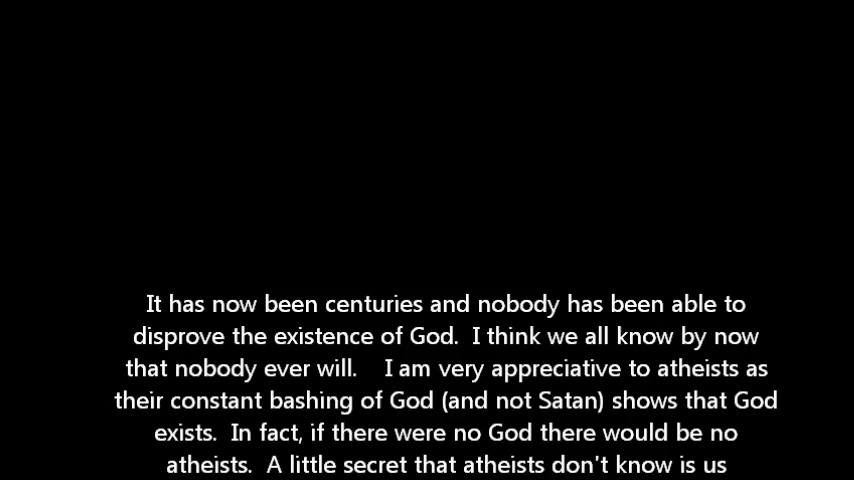 It has now been centuries and nobody has been able to
disprove the existence of God.  I think we all know by now
that nobody ever will.    I am very appreciative to atheists as
their constant bashing of God (and not Satan) shows that God
exists.  In fact, if there were no God there would be no
atheists.  A little secret that atheists don't know is us